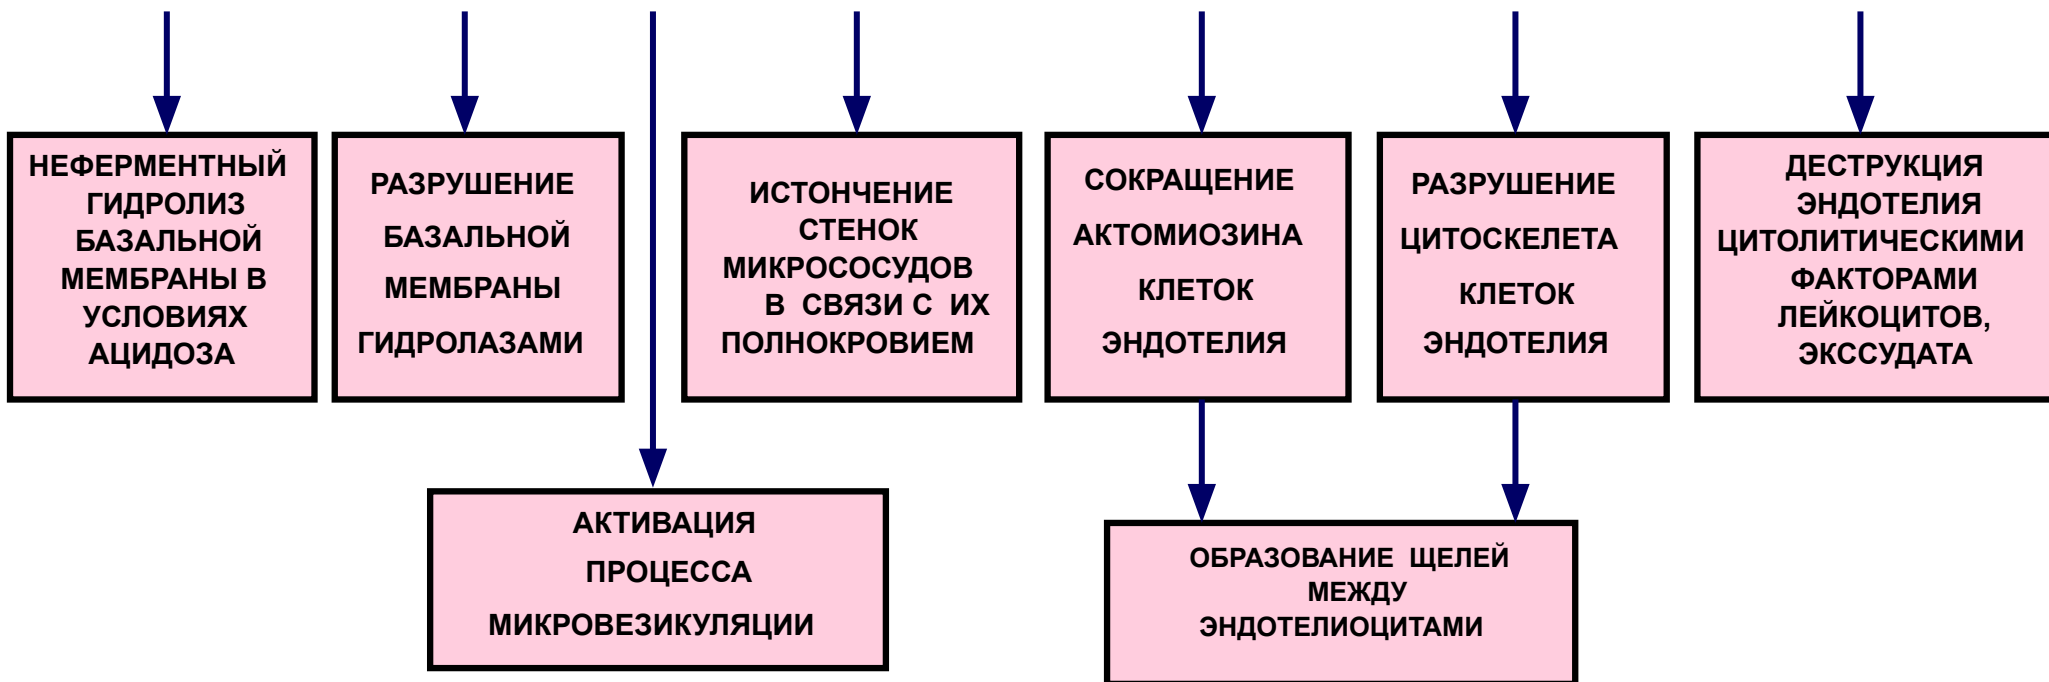 НЕФЕРМЕНТНЫЙ
ГИДРОЛИЗ
БАЗАЛЬНОЙ
МЕМБРАНЫ В
УСЛОВИЯХ
АЦИДОЗА
РАЗРУШЕНИЕ
БАЗАЛЬНОЙ
МЕМБРАНЫ
ГИДРОЛАЗАМИ
ИСТОНЧЕНИЕ
СТЕНОК
МИКРОСОСУДОВ
В СВЯЗИ С ИХ
ПОЛНОКРОВИЕМ
СОКРАЩЕНИЕ
АКТОМИОЗИНА
КЛЕТОК
ЭНДОТЕЛИЯ
РАЗРУШЕНИЕ
ЦИТОСКЕЛЕТА
КЛЕТОК
ЭНДОТЕЛИЯ
ДЕСТРУКЦИЯ
ЭНДОТЕЛИЯ
ЦИТОЛИТИЧЕСКИМИ
ФАКТОРАМИ
ЛЕЙКОЦИТОВ,
ЭКССУДАТА
АКТИВАЦИЯ
ПРОЦЕССА
МИКРОВЕЗИКУЛЯЦИИ
ОБРАЗОВАНИЕ ЩЕЛЕЙ
МЕЖДУ
ЭНДОТЕЛИОЦИТАМИ